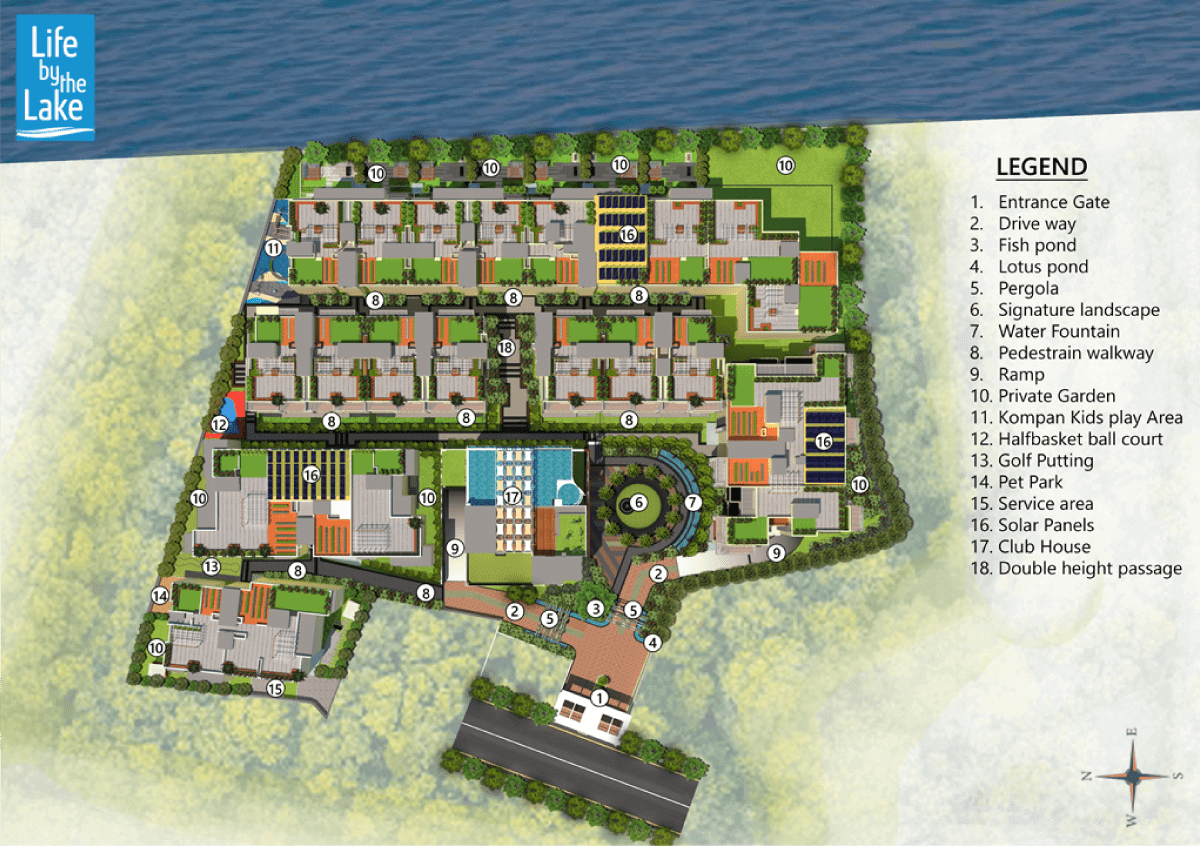 Life
by the
Lake
LEGEND
1. Entrance Gate
2. Drive way
3. Fish pond
4. Lotus pond
5. Pergola
6. Signature landscape
7. Water Fountain
8. Pedestrain walkway
9. Ramp
10. Private Garden
11. Kompan Kids play Area
12. Halfbasket ball court
13. Golf Putting
14. Pet Park
15. Service area
16. Solar Panels
17. Club House
18. Double height passage
10 10 10 10
11 16
8 8 8
18
12 8 8 8
16
16
10 10 17 6 7 10
9 9
13 8 2
14 8 2 5 3 5
4
10
15 1
E
N S
W